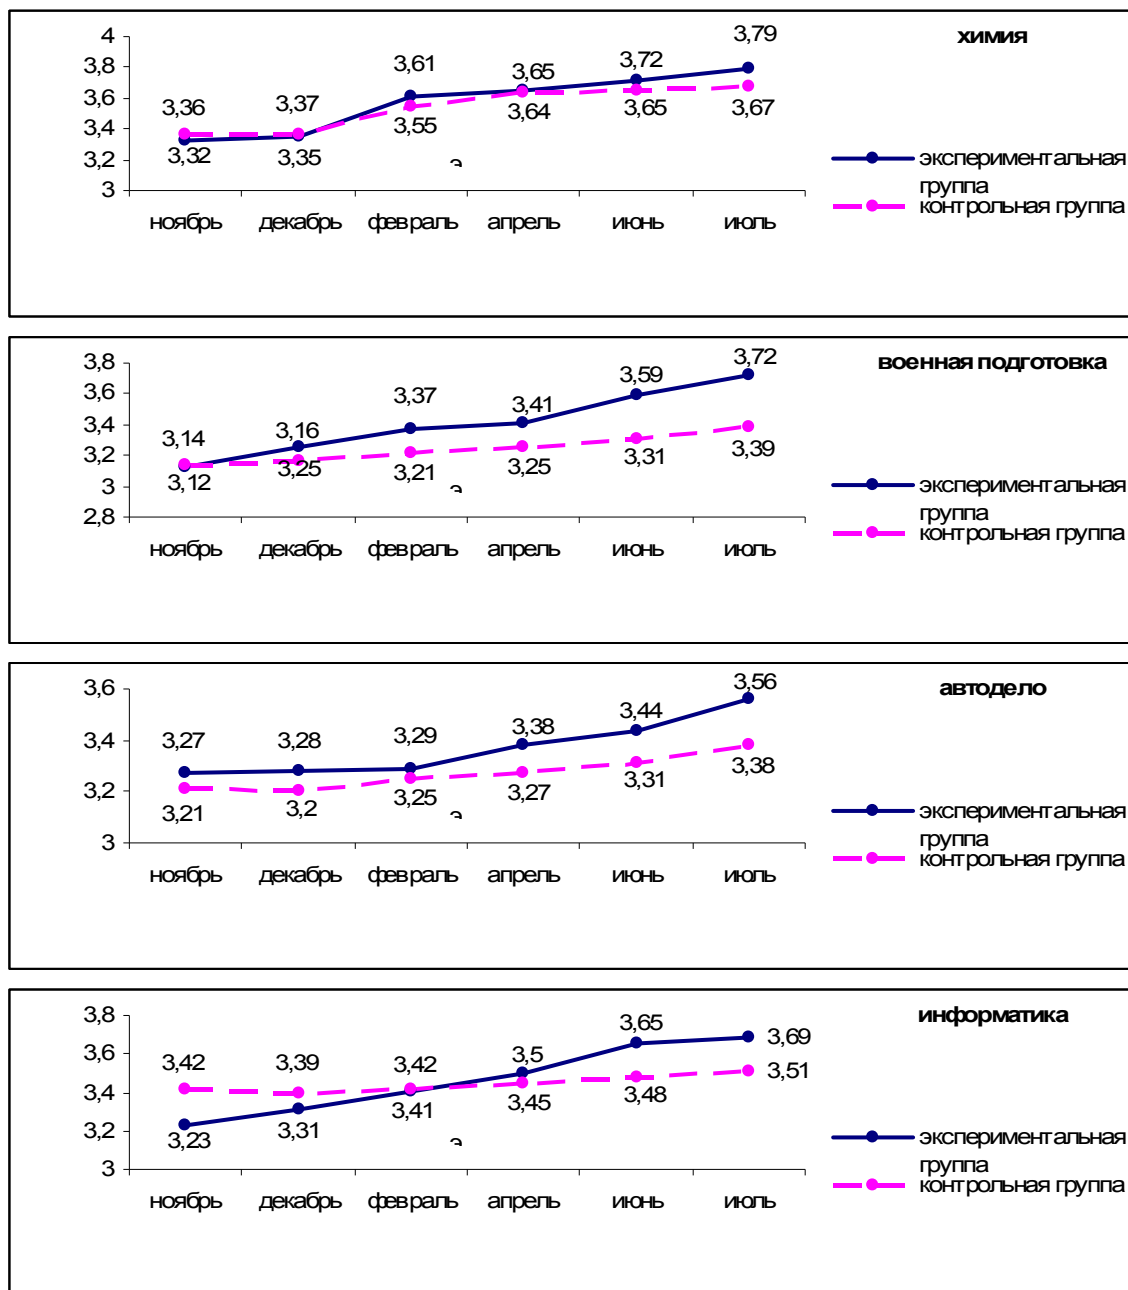 химия
4
3,8
3,6
3,4
3,2
3
3,36
3,37
3,61
3,65
3,72
3,79
3,32
3,35
3,55
3,64
3,65
3,67
э
ноябрь декабрь февраль апрель июнь июль
экспериментальная
группа
контрольная группа
военная подготовка
3,8
3,6
3,4
3,2
3
2,8
3,14
3,16
3,37
3,41
3,59
3,72
3,12
3,25
3,21
3,25
3,31
3,39
э
ноябрь декабрь февраль апрель июнь июль
экспериментальная
группа
контрольная группа
автодело
3,6
3,4
3,2
3
3,27
3,28
3,29
3,38
3,44
3,56
3,21
3,2
3,25
3,27
3,31
3,38
э
ноябрь декабрь февраль апрель июнь июль
экспериментальная
группа
контрольная группа
информатика
3,8
3,6
3,4
3,2
3
3,42
3,39
3,42
3,5
3,65
3,69
3,23
3,31
3,41
3,45
3,48
3,51
э
ноябрь декабрь февраль апрель июнь июль
экспериментальная
группа
контрольная группа